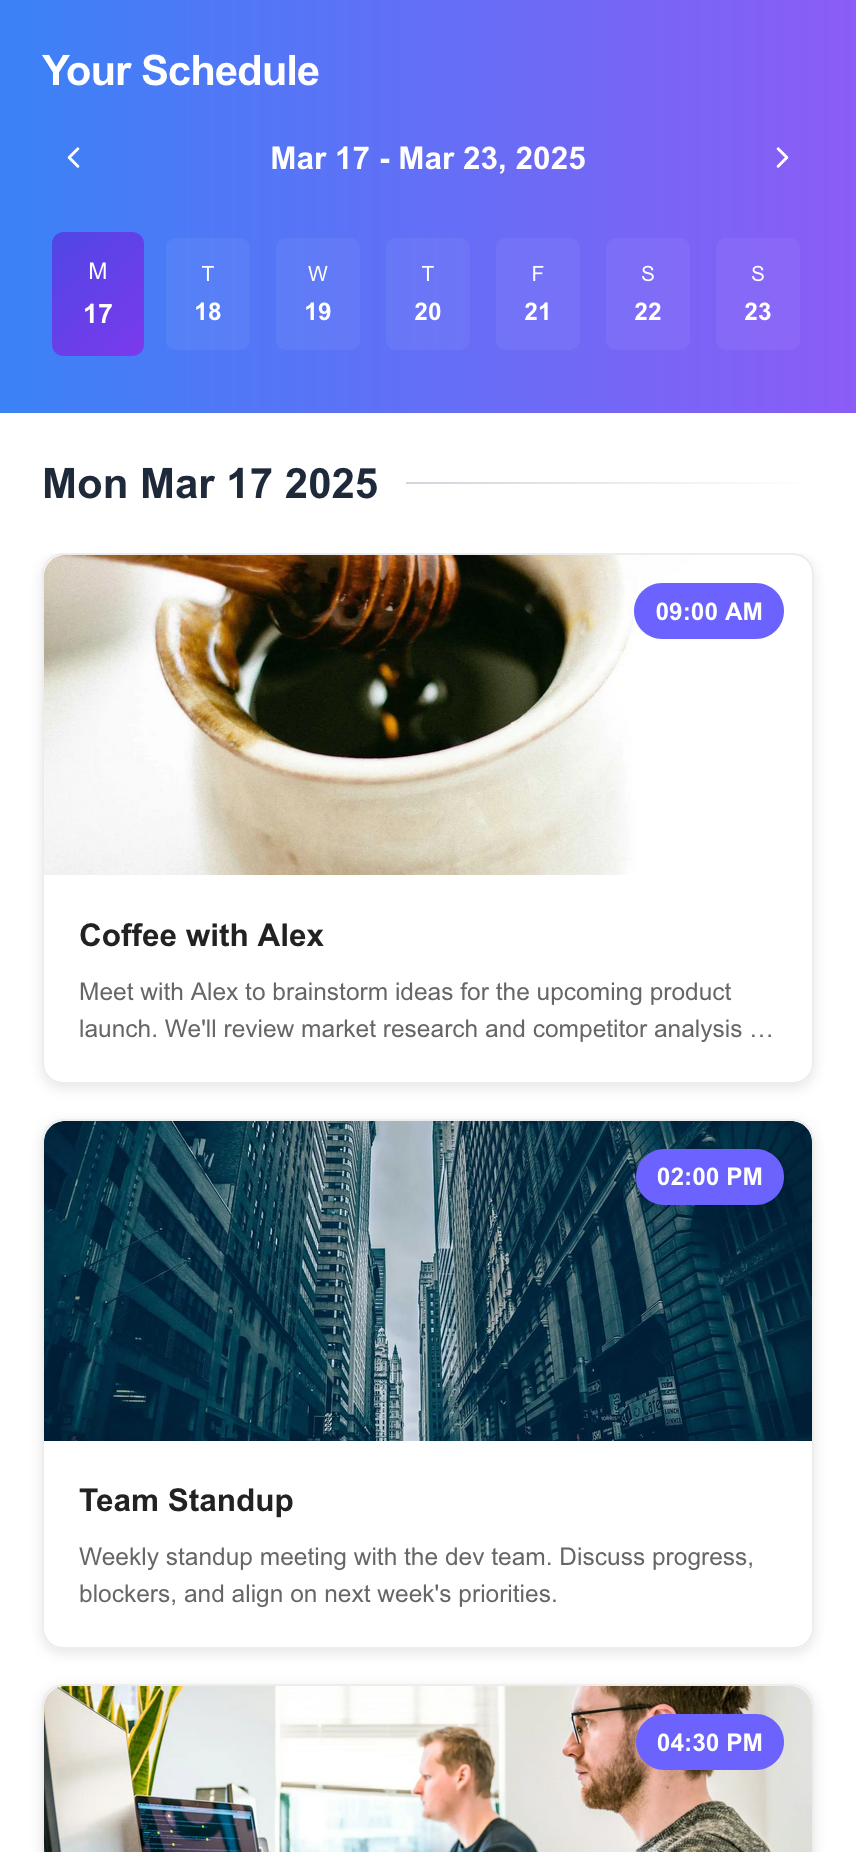 Your Schedule
Mar 17 - Mar 23, 2025
M T W T F S S
17 18 19 20 21 22 23
Mon Mar 17 2025
09:00 AM
Coffee with Alex
Meet with Alex to brainstorm ideas for the upcoming product
launch. We'll review market research and competitor analysis …
02:00 PM
Team Standup
Weekly standup meeting with the dev team. Discuss progress,
blockers, and align on next week's priorities.
04:30 PM